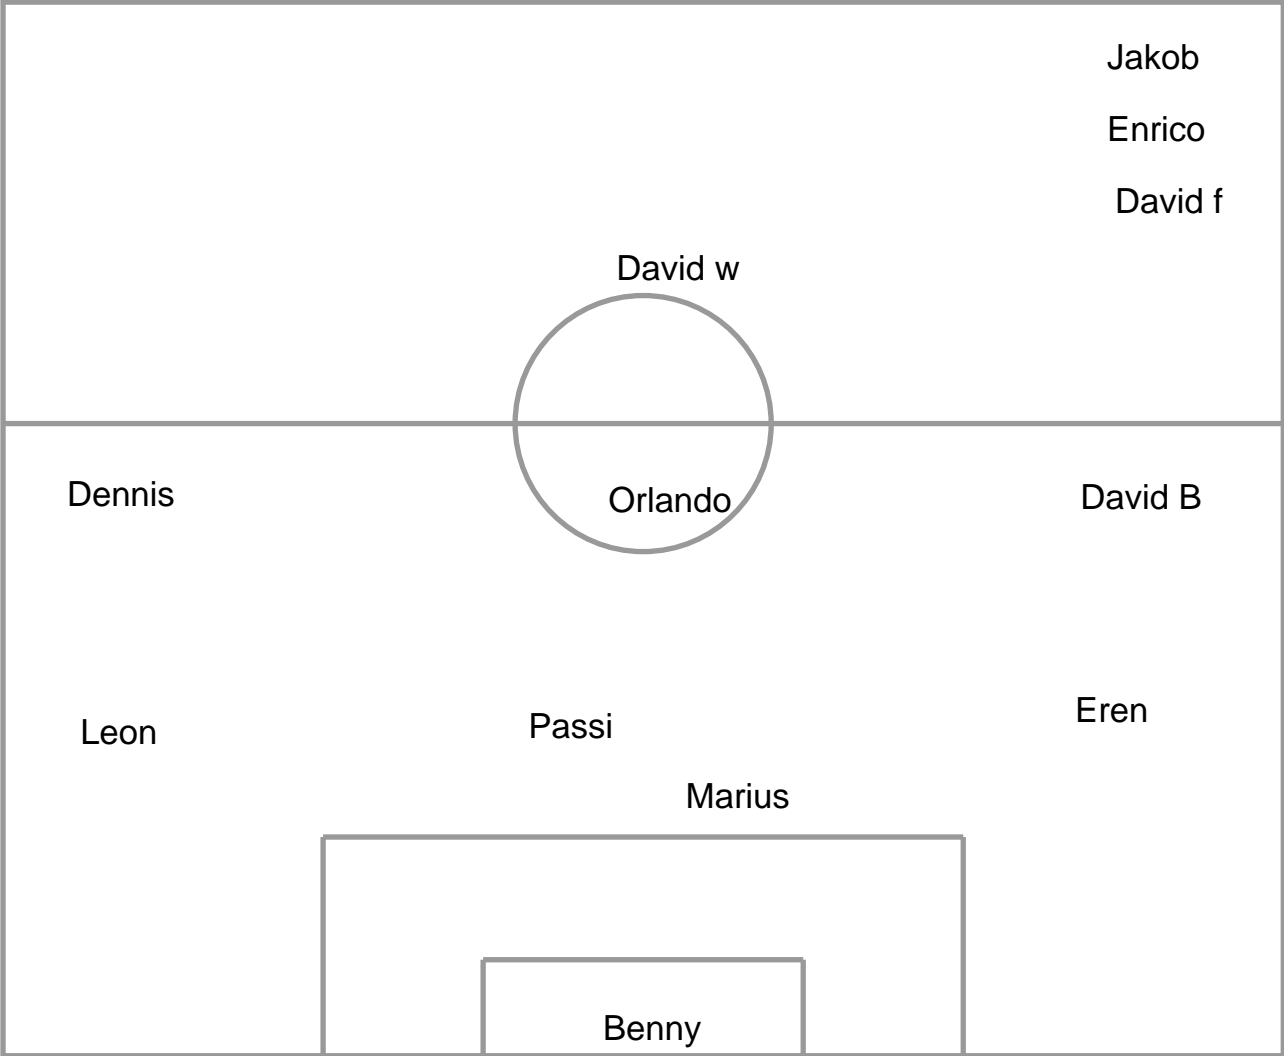 Jakob
Enrico
David f
David w
Dennis
Orlando
David B
Leon
Passi
Eren
Marius
Benny